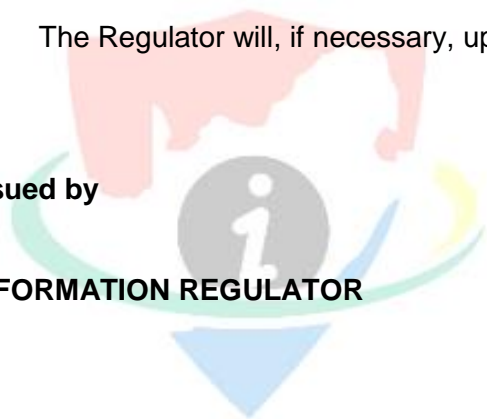 The Regulator will, if necessary, up
sued by
FORMATION REGULATOR